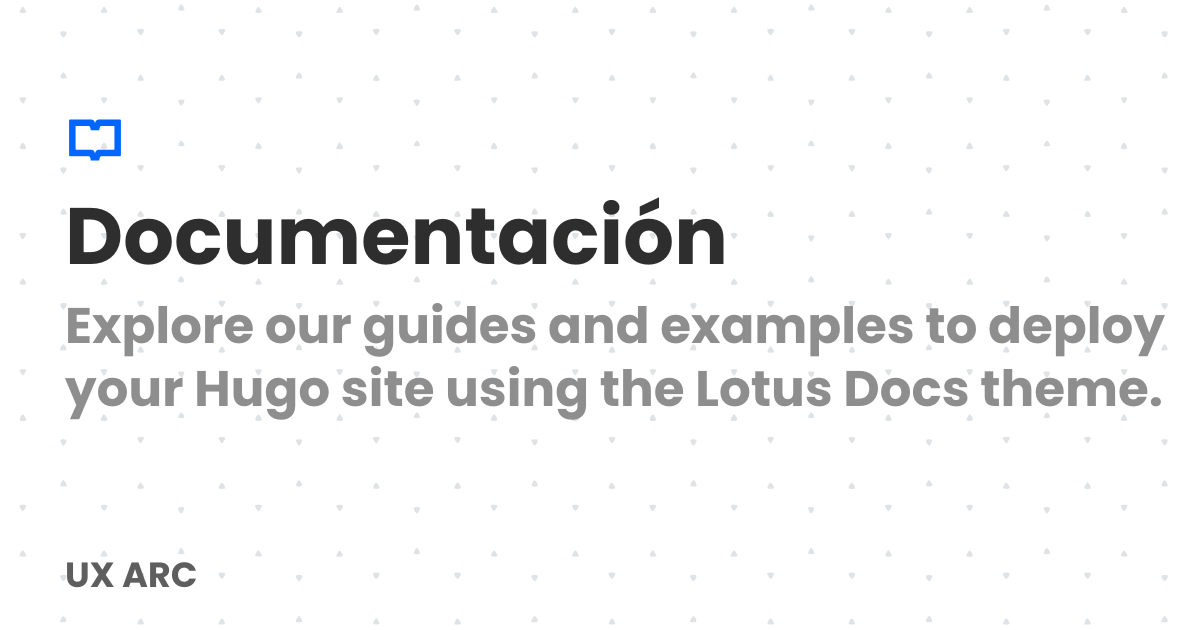 Documentación
Explore our guides and examples to deploy
your Hugo site using the Lotus Docs theme.
UX ARC